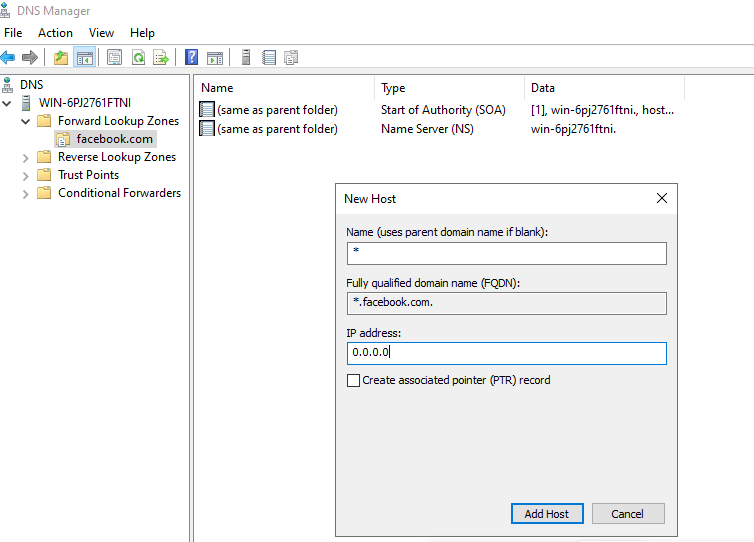 DNS Manager
File Action View Help
DNS
WIN-6PJ2761FTNI
Forward Lookup Zones
facebook.com
Reverse Lookup Zones
Trust Points
Conditional Forwarders
Name Type Data
(same as parent folder) Start of Authority (SOA) [1], win-6pj2761ftni., host...
(same as parent folder) Name Server (NS) win-6pj2761ftni.
New Host
Name (uses parent domain name if blank):
*
Fully qualified domain name (FQDN):
*.facebook.com.
IP address:
0.0.0.0
Create associated pointer (PTR) record
Add Host Cancel